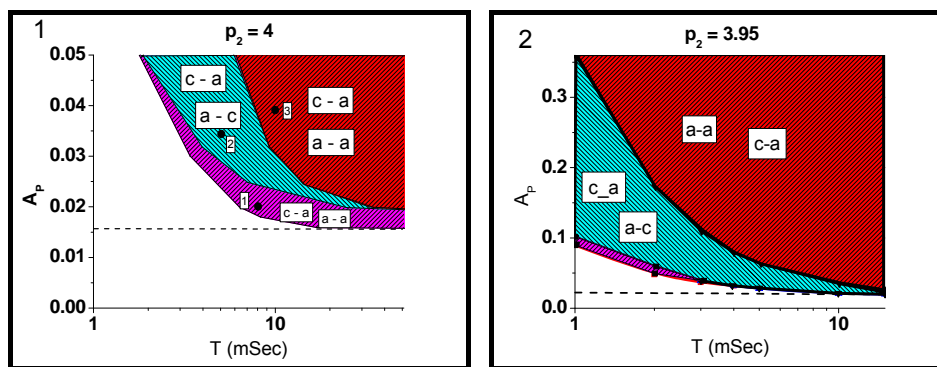 1
p2 = 4
0.05
0.04
0.03
0.02
0.01
0.00
AP
c - a
a - c
2
c - a
a - a
3
1
c - a
a - a
1
10
T (mSec)
2
p2 = 3.95
0.3
0.2
0.1
0.0
AP
a-a
c-a
c_a
a-c
1
10
T (mSec)